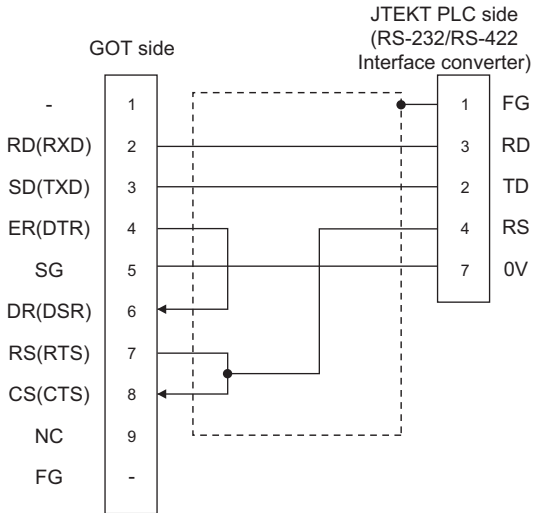 JTEKT PLC side
(RS-232/RS-422
Interface converter)
GOT side
- 1
RD(RXD) 2
SD(TXD) 3
ER(DTR) 4
SG 5
DR(DSR) 6
RS(RTS) 7
CS(CTS) 8
NC 9
FG -
1 FG
3 RD
2 TD
4 RS
7 0V